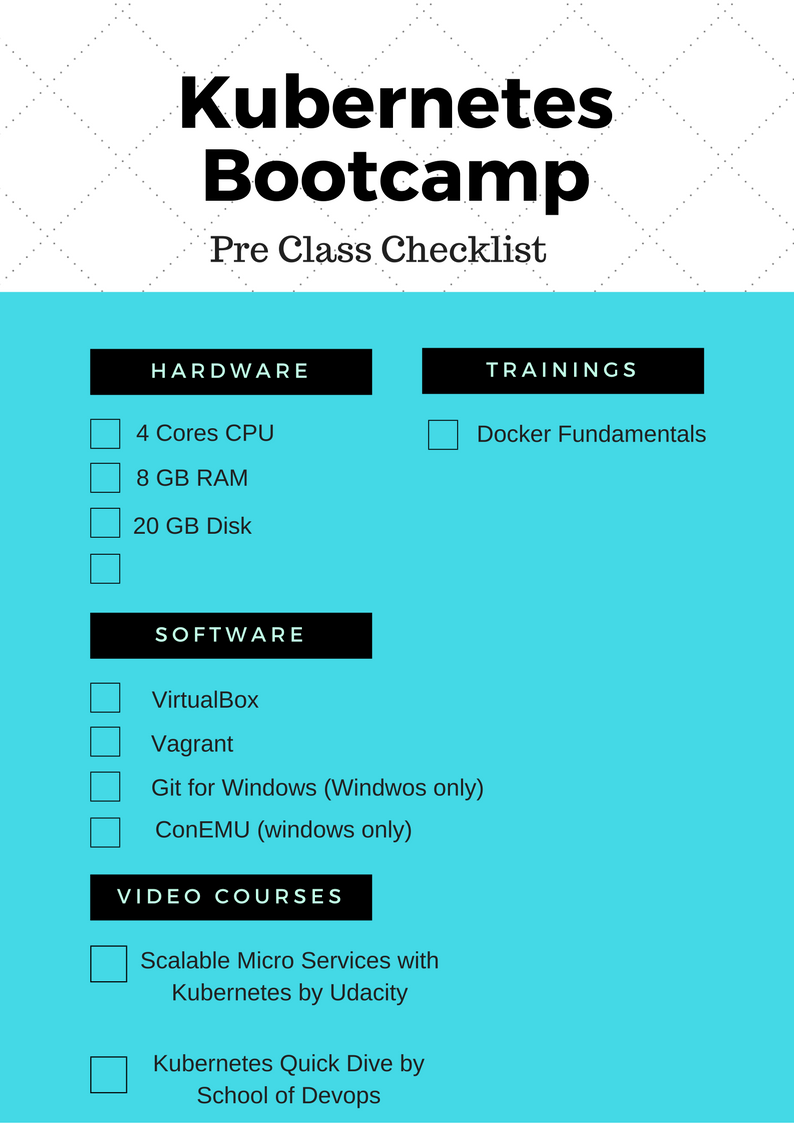 Kubernetes
Bootcamp
Pre Class Checklist
HARDWARE
4 Cores CPU
8 GB RAM
20 GB Disk
TRAININGS
Docker Fundamentals
SOFTWARE
VirtualBox
Vagrant
Git for Windows (Windwos only)
ConEMU (windows only)
VIDEO COURSES
Scalable Micro Services with
Kubernetes by Udacity
Kubernetes Quick Dive by
School of Devops